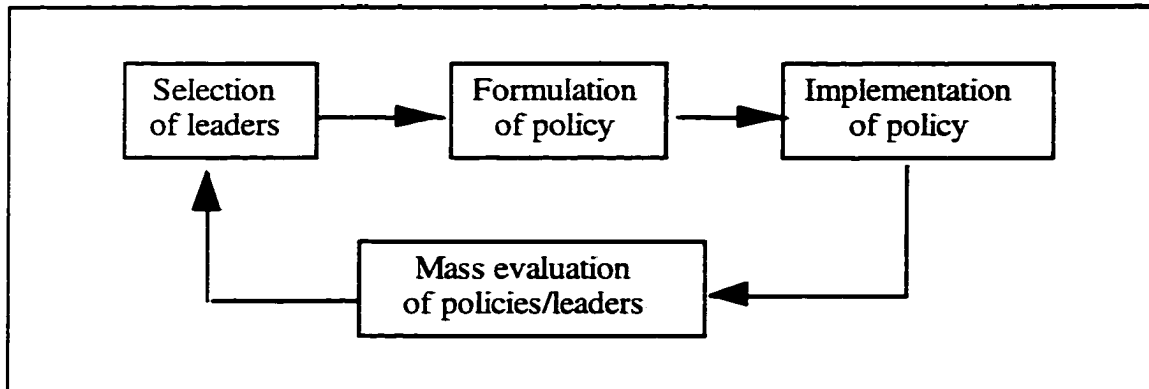 Selection
of leaders
Formulation
of policy
Implementation
of policy
Mass evaluation
of policies/leaders